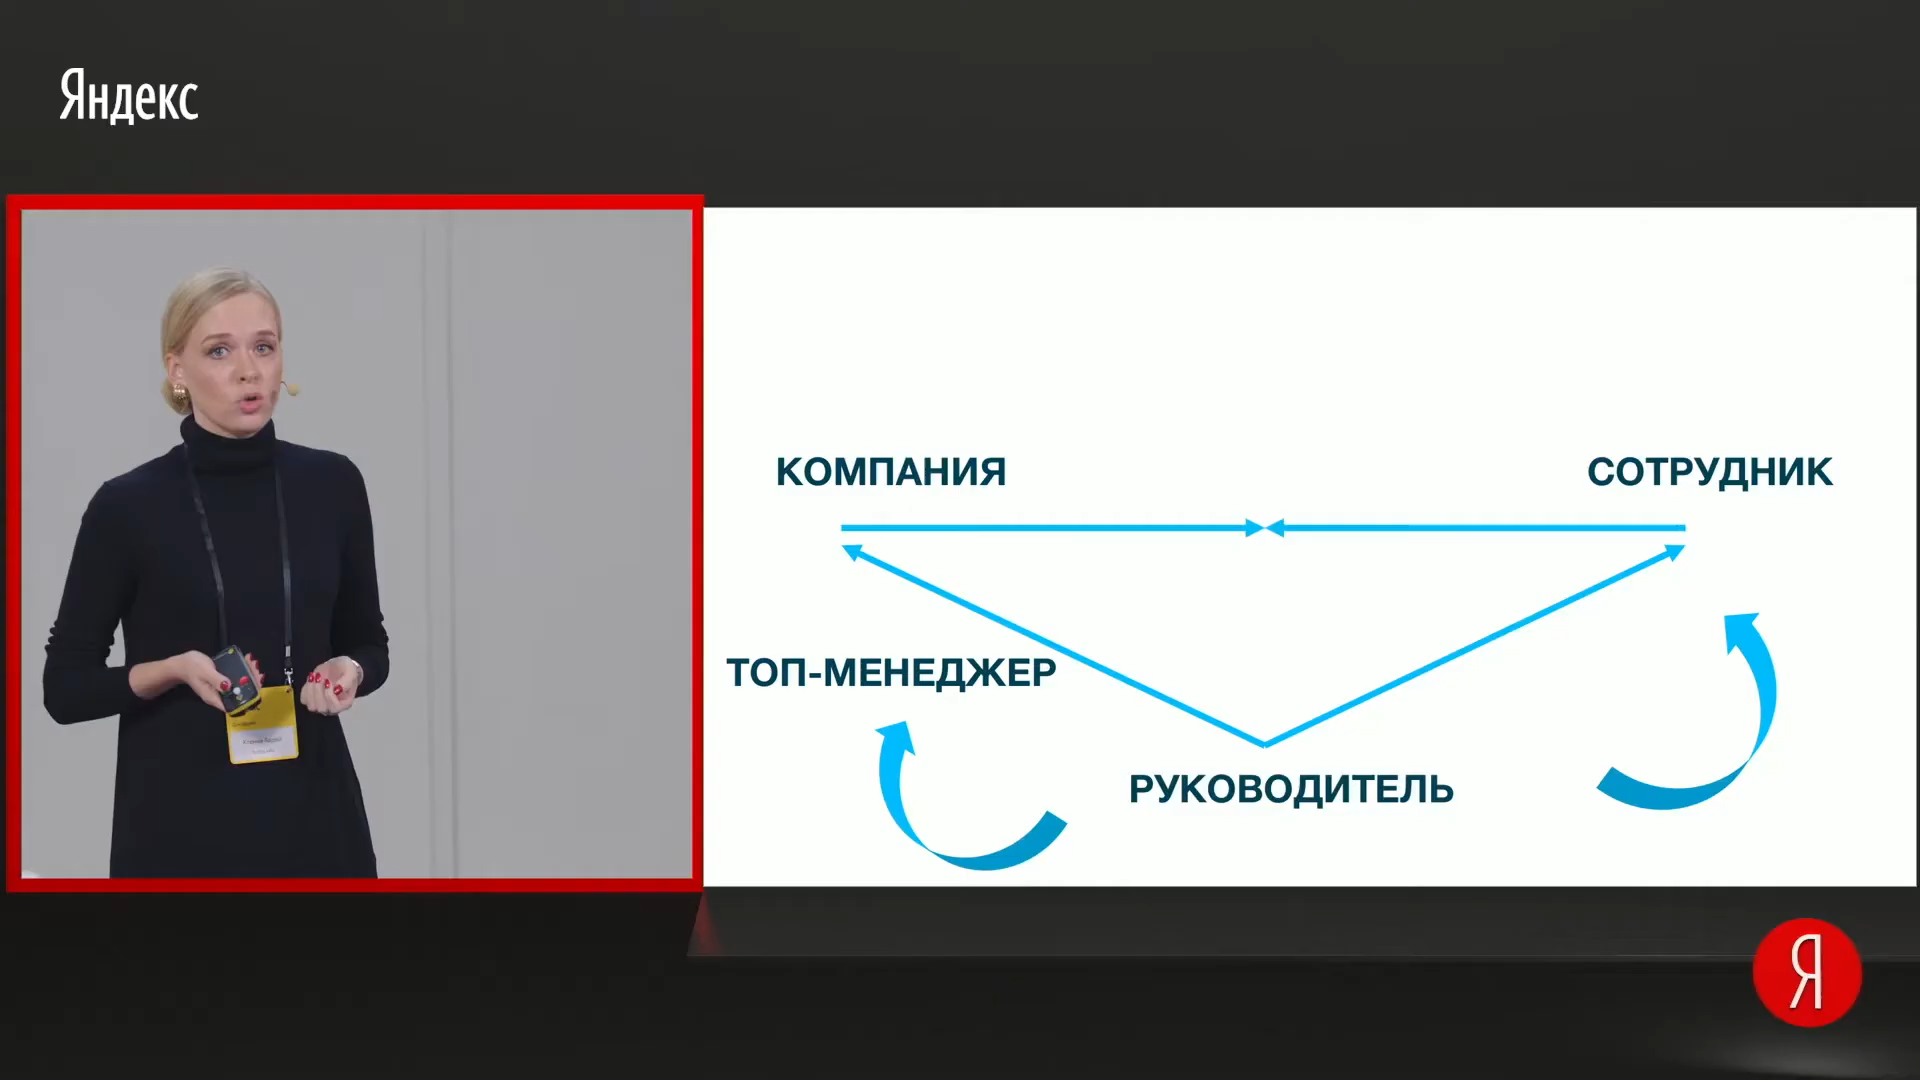 Яндекс
КОМПАНИЯ
СОТРУДНИК
ТОП-МЕНЕДЖЕР
РУКОВОДИТЕЛЬ
Я